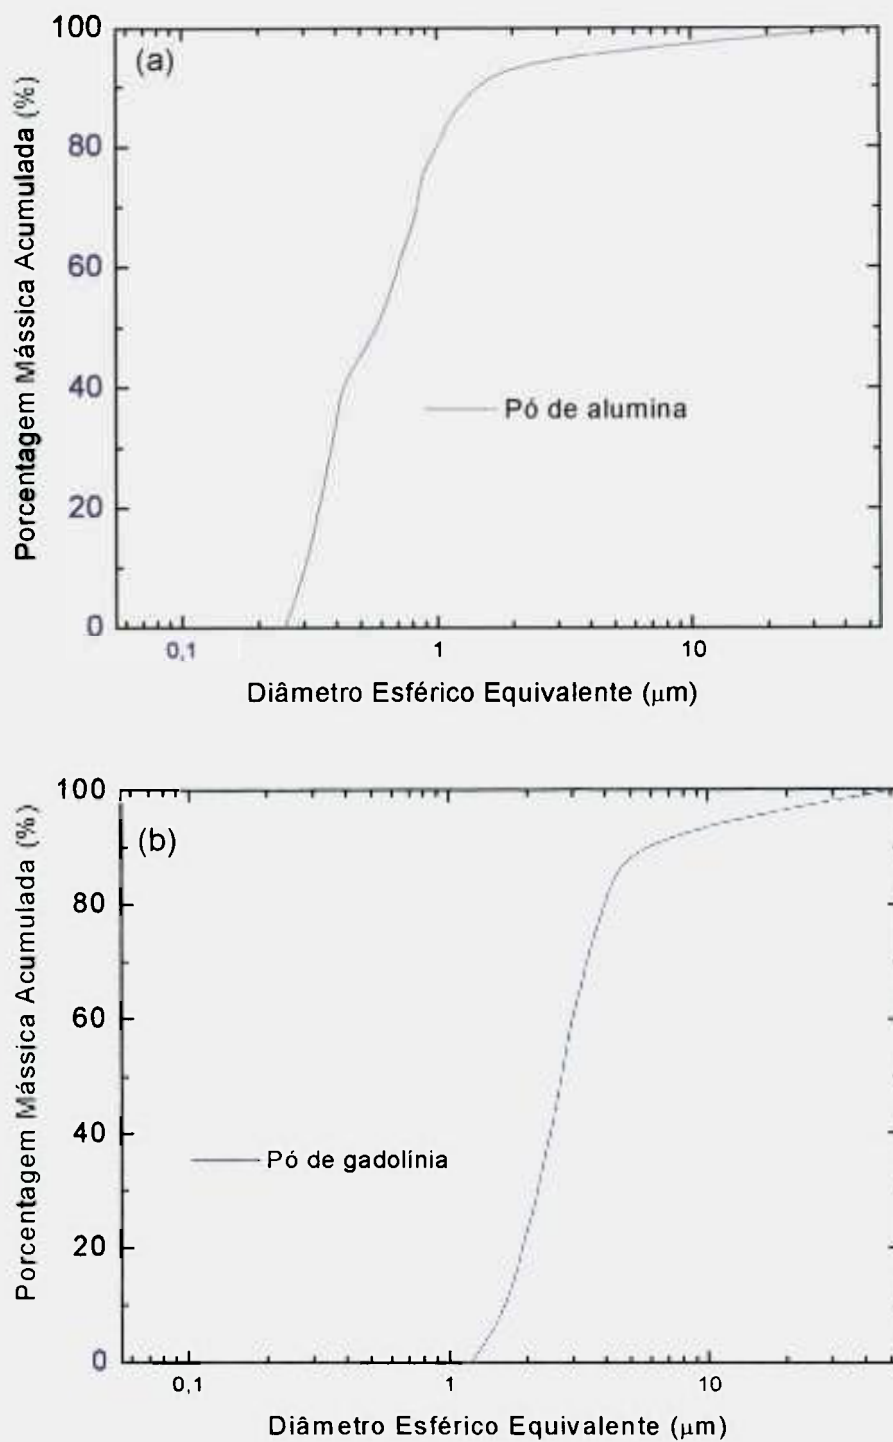 100
(a)
80
60
40
20
0
Porcentagem Mássica Acumulada (%)
Pó de alumina
0,1 1 10
Diâmetro Esférico Equivalente (μm)
100
(b)
80
60
40
20
0
Porcentagem Mássica Acumulada (%)
Pó de gadolínia
0,1 1 10
Diâmetro Esférico Equivalente (μm)